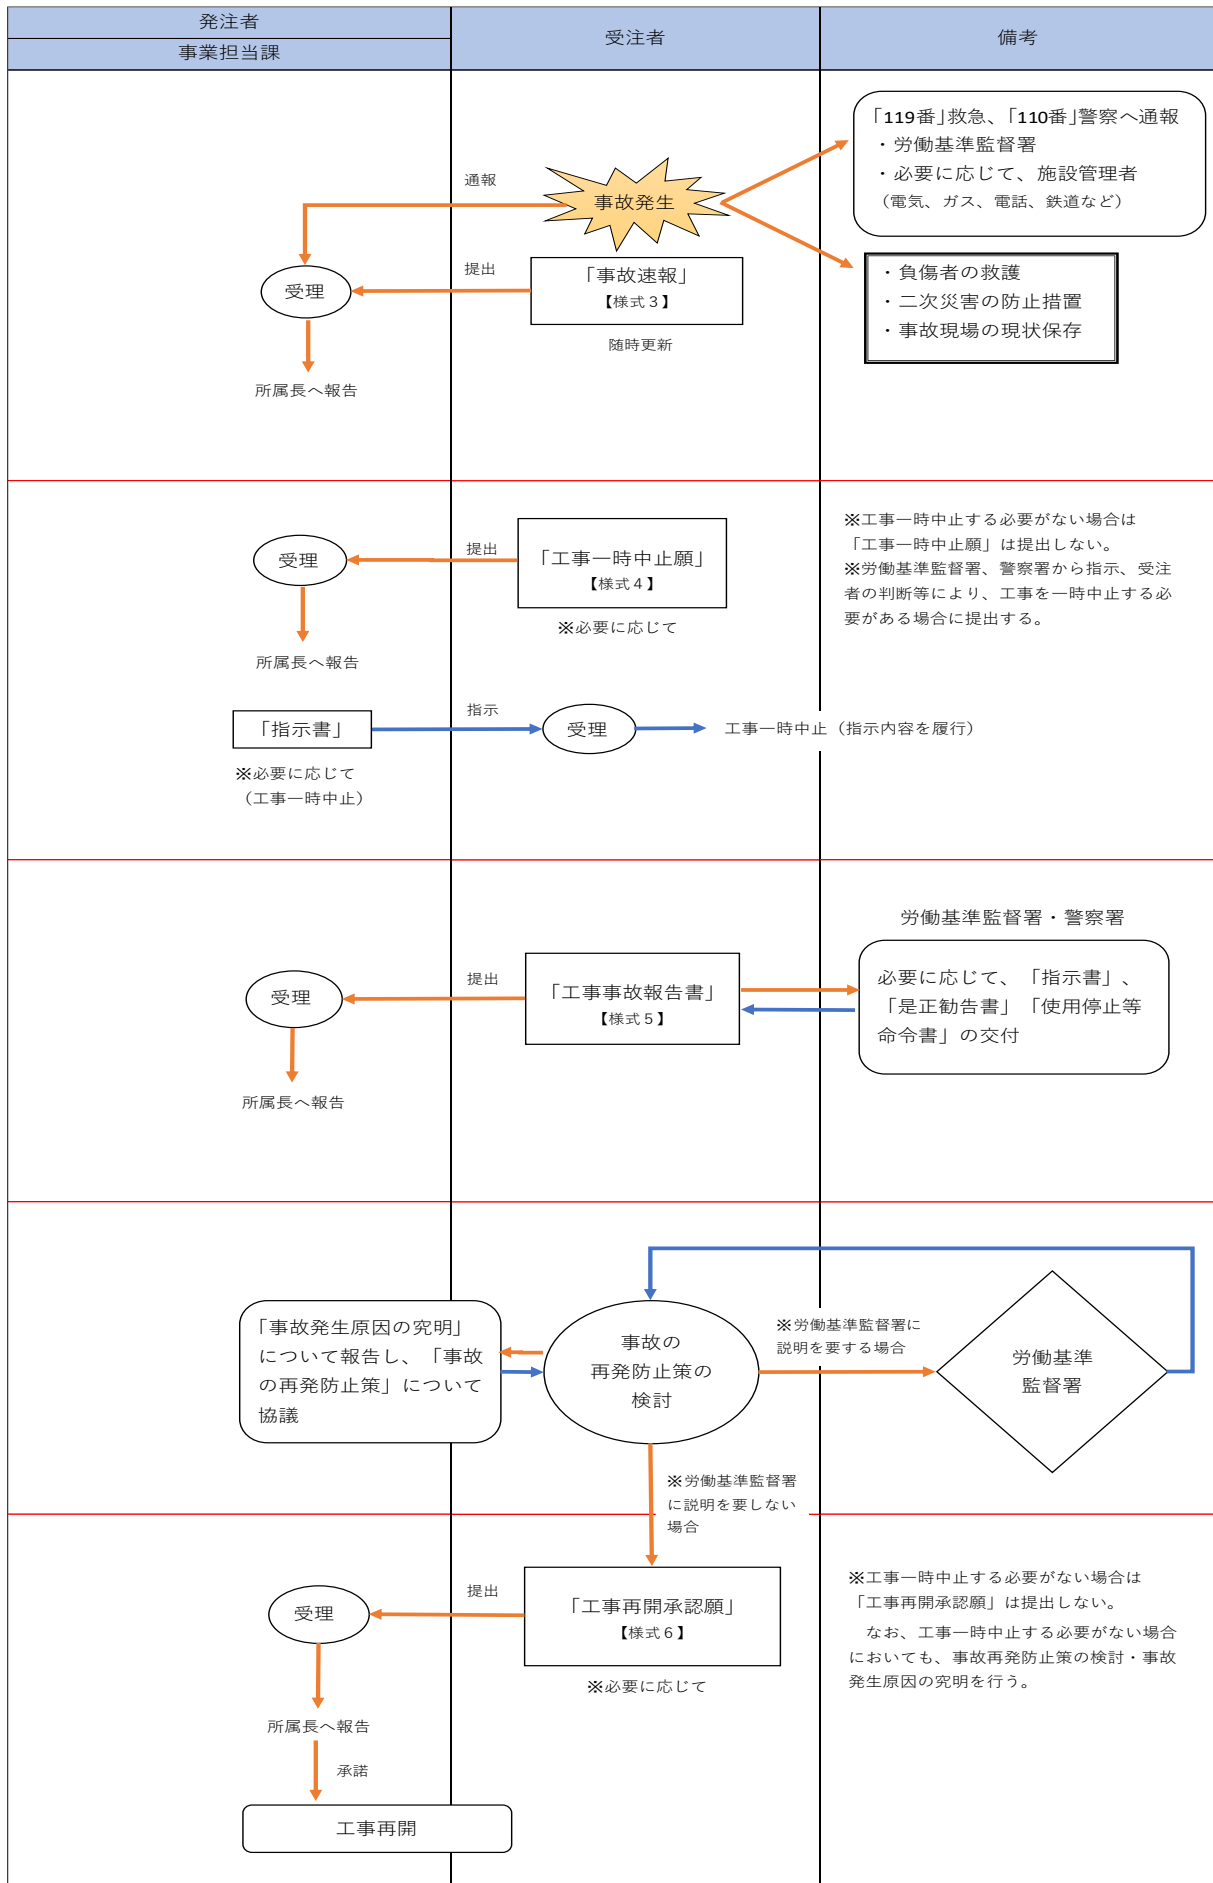 発注者
事業担当課
受注者
備考
「119番」救急、「110番」警察へ通報
・労働基準監督署
・必要に応じて、施設管理者
（電気、ガス、電話、鉄道など）
通報
事故発生
・負傷者の救護
・二次災害の防止措置
・事故現場の現状保存
受理
提出
「事故速報」
【様式３】
随時更新
所属長へ報告
受理
提出
「工事一時中止願」
【様式４】
※必要に応じて
※工事一時中止する必要がない場合は
「工事一時中止願」は提出しない。
※労働基準監督署、警察署から指示、受注
者の判断等により、工事を一時中止する必
要がある場合に提出する。
所属長へ報告
「指示書」
指示
受理
工事一時中止（指示内容を履行）
※必要に応じて
（工事一時中止）
労働基準監督署・警察署
受理
提出
「工事事故報告書」
【様式５】
必要に応じて、「指示書」、
「是正勧告書」「使用停止等
命令書」の交付
所属長へ報告
「事故発生原因の究明」
について報告し、「事故
の再発防止策」について
協議
事故の
再発防止策の
検討
※労働基準監督署に
説明を要する場合
労働基準
監督署
※労働基準監督署
に説明を要しない
場合
受理
提出
「工事再開承認願」
【様式６】
※必要に応じて
※工事一時中止する必要がない場合は
「工事再開承認願」は提出しない。
なお、工事一時中止する必要がない場合
においても、事故再発防止策の検討・事故
発生原因の究明を行う。
所属長へ報告
承諾
工事再開